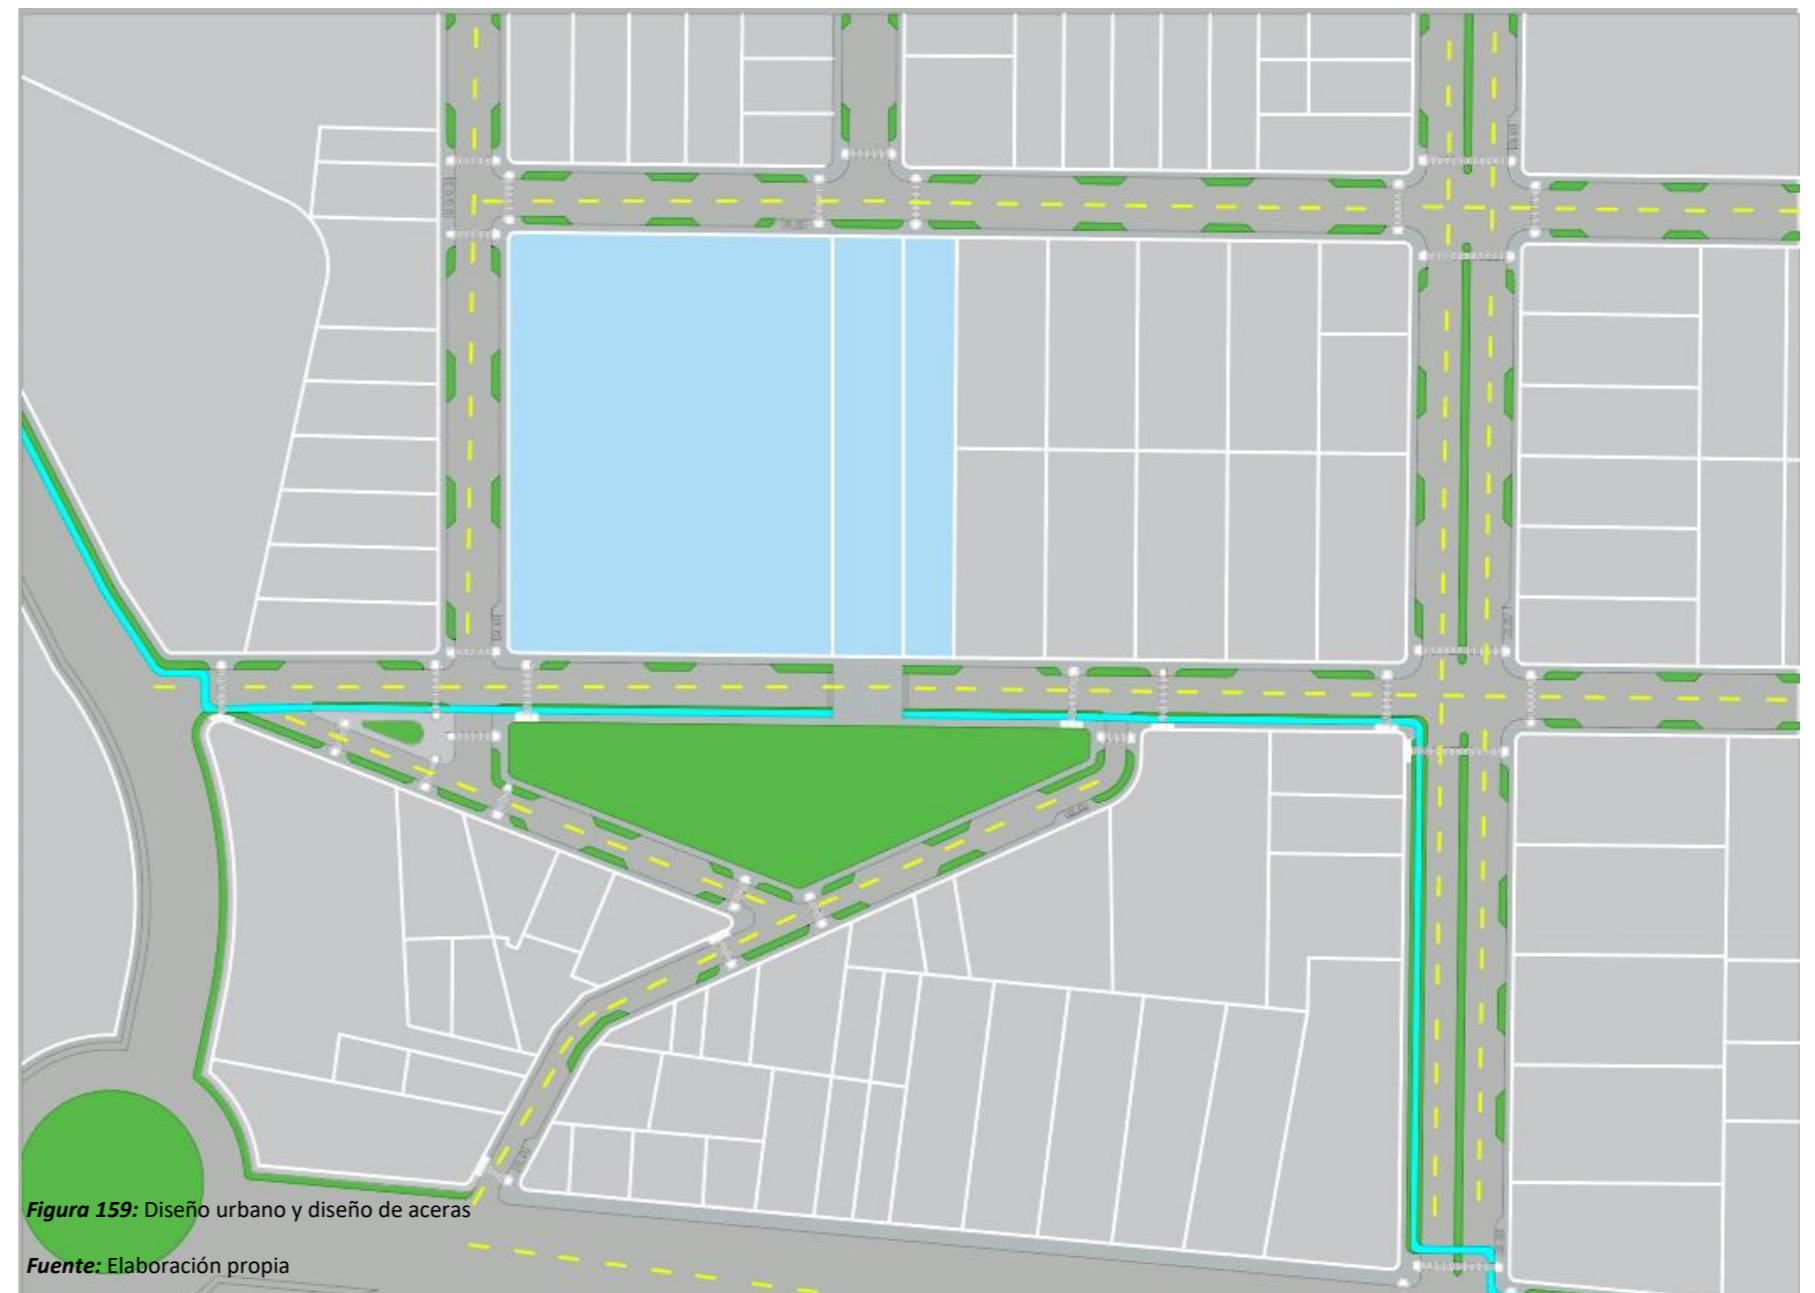 Figura 159: Diseño urbano y diseño de aceras
Fuente: Elaboración propia